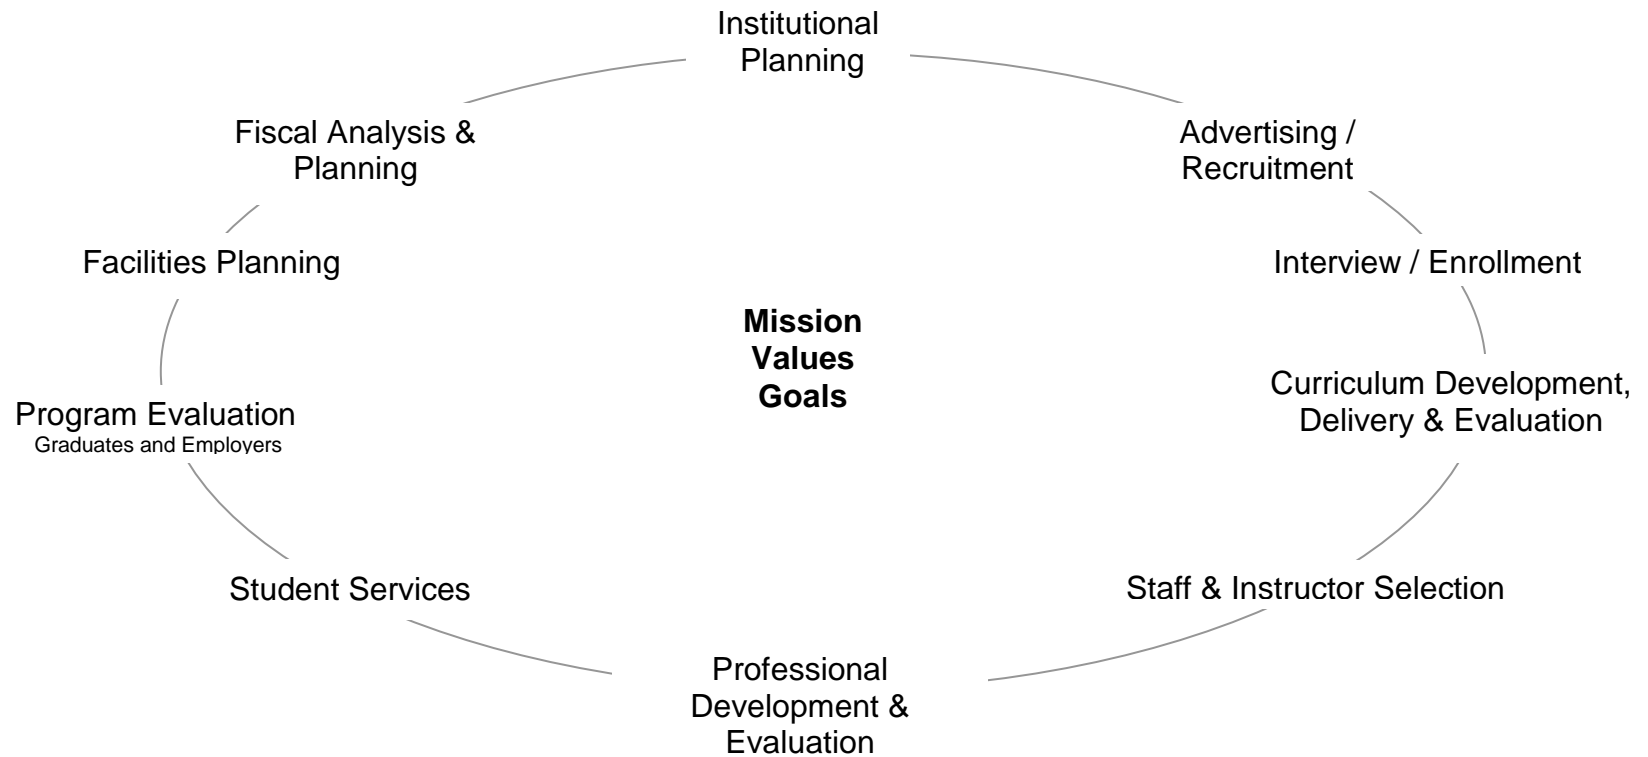 Institutional
Planning
Fiscal Analysis &
Planning
Advertising /
Recruitment
Facilities Planning
Interview / Enrollment
Mission
Values
Goals
Program Evaluation
Graduates and Employers
Curriculum Development,
Delivery & Evaluation
Student Services
Staff & Instructor Selection
Professional
Development &
Evaluation